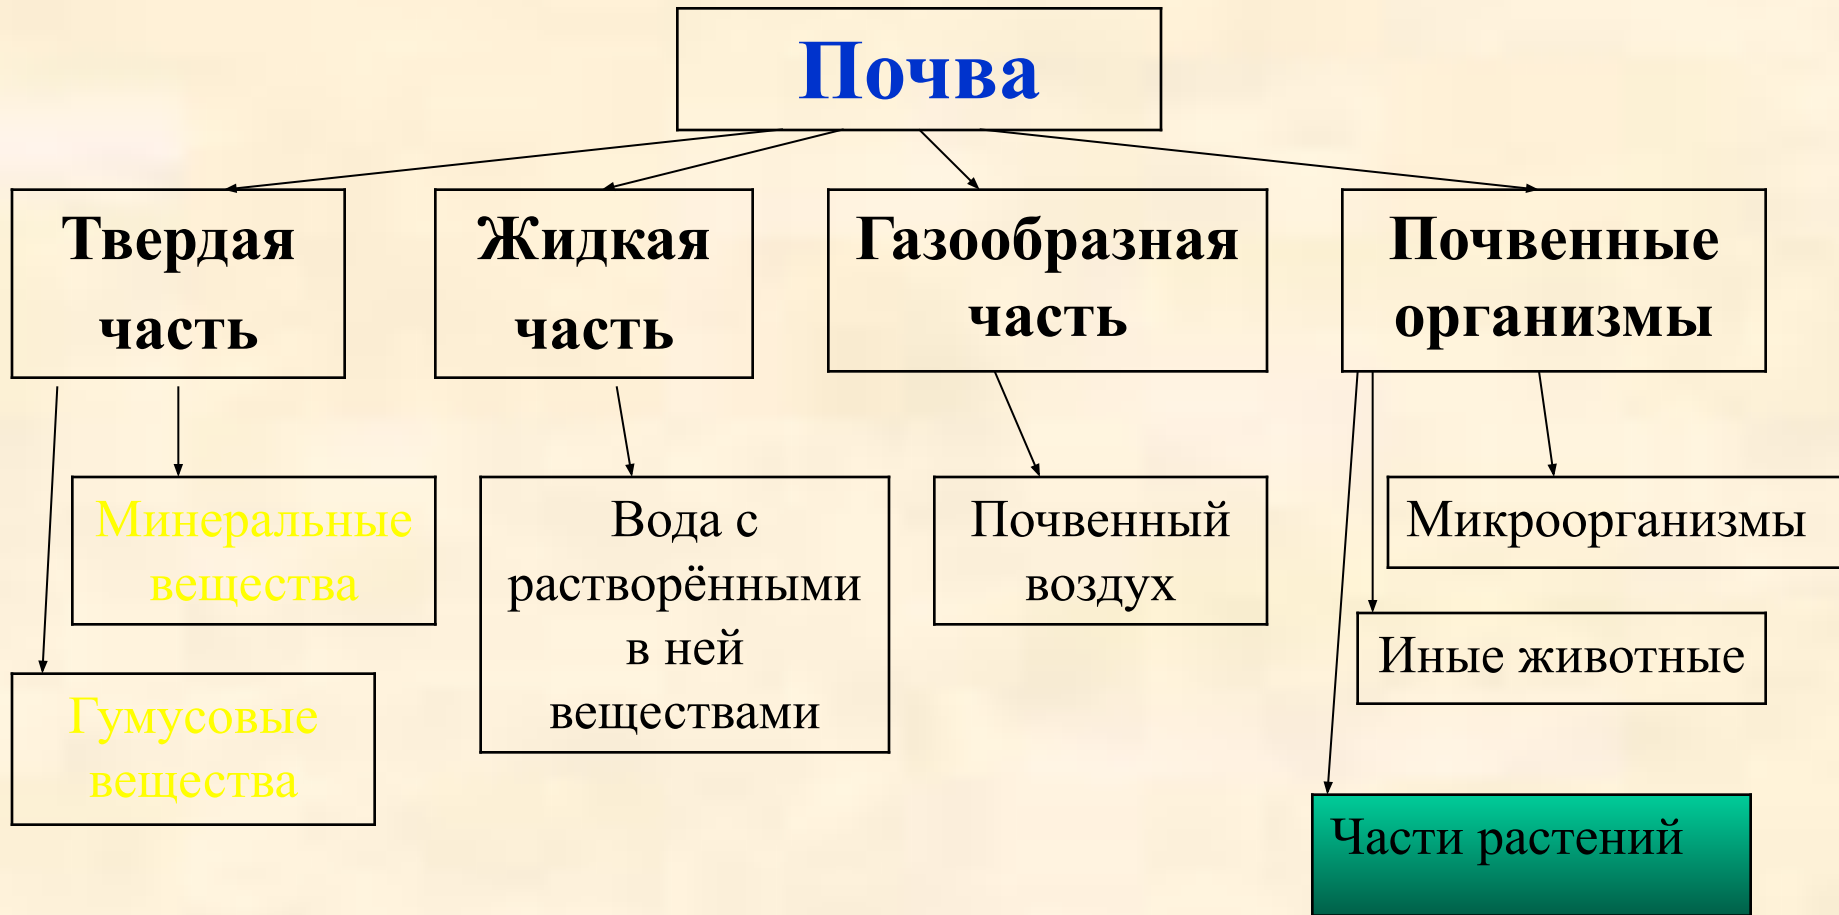 Почва
Твердая
часть
Жидкая
часть
Газообразная
часть
Почвенные
организмы
Минеральные
вещества
Гумусовые
вещества
Вода с
растворёнными
в ней
веществами
Почвенный
воздух
Микроорганизмы
Иные животные
Части растений